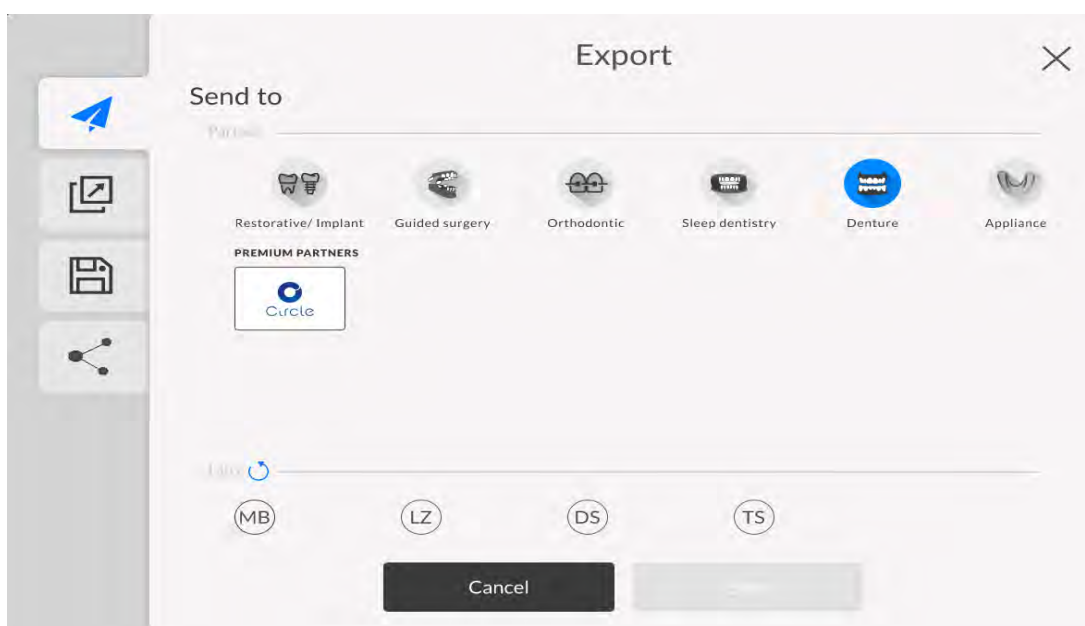 Export
Send to
Restorative/ Implant Guided surgery Orthodontic Sleep dentistry Denture Appliance
PREMIUM PARTNERS
Circle
MB LZ DS TS
Cancel